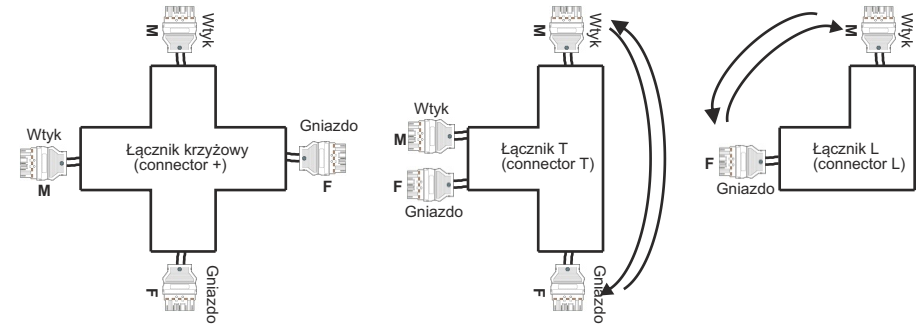 M
Wtyk
Wtyk
M
Łącznik krzyżowy
(connector +)
Gniazdo
F
F
Gniazdo
M
Wtyk
Wtyk
M
F
Gniazdo
Łącznik T
(connector T)
F
Gniazdo
M
Wtyk
F
Gniazdo
Łącznik L
(connector L)